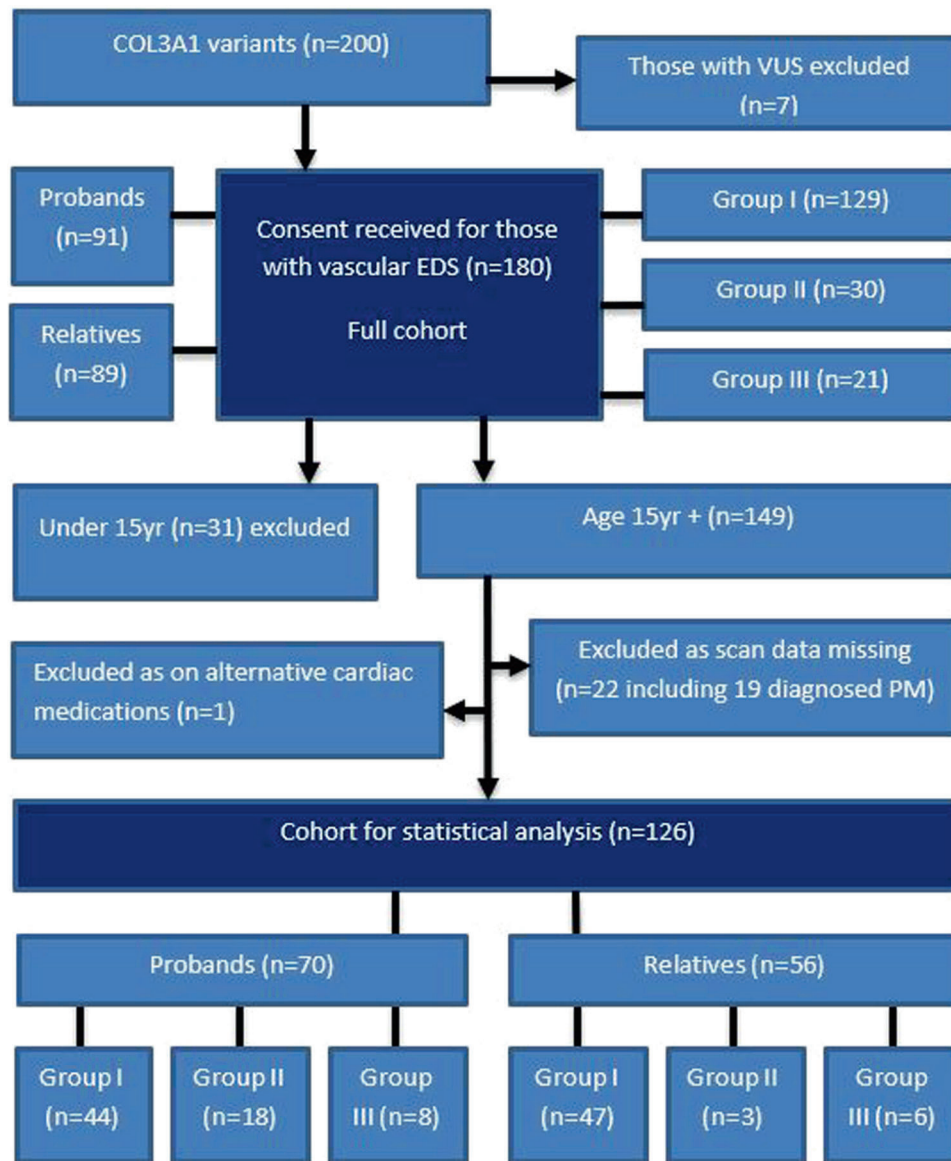 COL3A1 variants (n=200)
Those with VUS excluded
(n=7)
Probands
(n=91)
Consent received for those
with vascular EDS (n=180)
Full cohort
Group I (n=129)
Group II (n=30)
Relatives
(n=89)
Group III (n=21)
Under 15yr (n=31) excluded
Age 15yr + (n=149)
Excluded as on alternative cardiac
medications (n=1)
Excluded as scan data missing
(n=22 including 19 diagnosed PM)
Cohort for statistical analysis (n=126)
Probands (n=70)
Relatives (n=56)
Group I
(n=44)
Group II
(n=18)
Group
III (n=8)
Group I
(n=47)
Group II
(n=3)
Group
III (n=6)